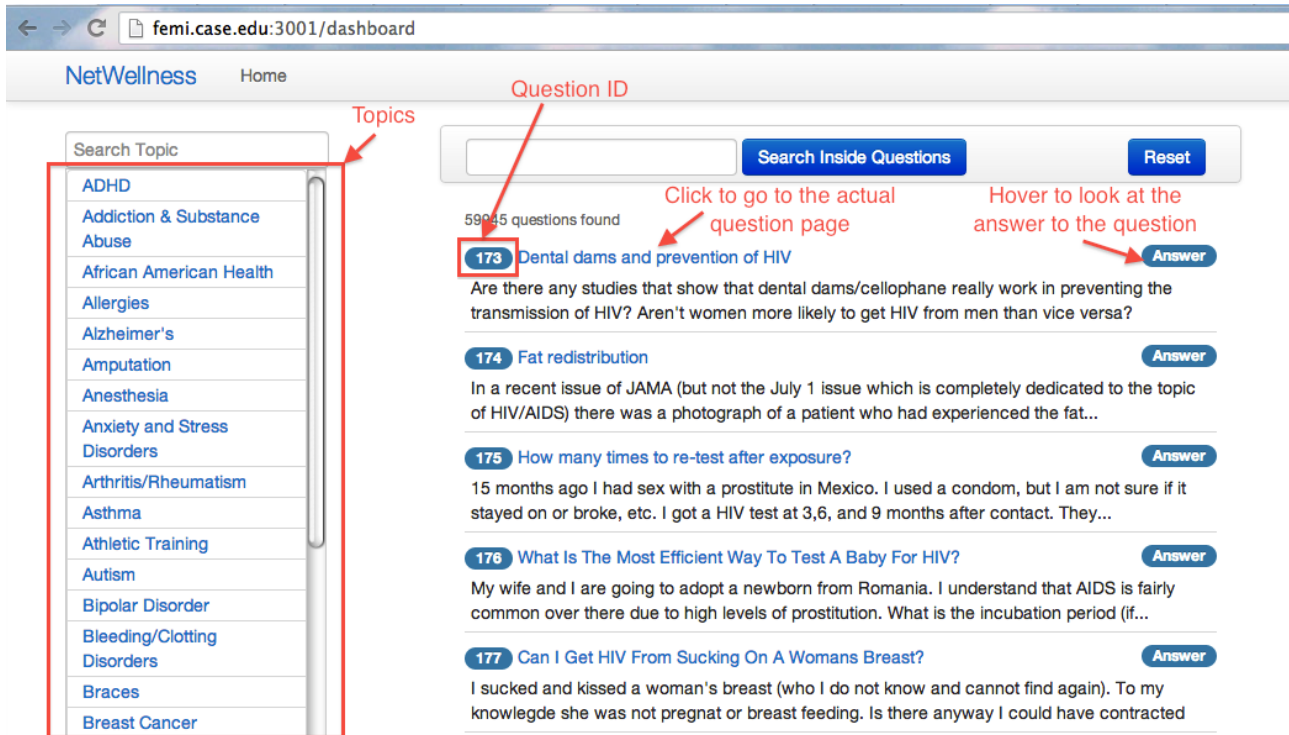 femi.case.edu:3001/dashboard
NetWellness Home
Question ID
Topics
Search Topic
ADHD
Addiction & Substance
Abuse
African American Health
Allergies
Alzheimer's
Amputation
Anesthesia
Anxiety and Stress
Disorders
Arthritis/Rheumatism
Asthma
Athletic Training
Autism
Bipolar Disorder
Bleeding/Clotting
Disorders
Braces
Breast Cancer
Search Inside Questions Reset
Click to go to the actual
question page
Hover to look at the
answer to the question
questions found
173 Dental dams and prevention of HIV Answer
Are there any studies that show that dental dams/cellophane really work in preventing the
transmission of HIV? Aren't women more likely to get HIV from men than vice versa?
174 Fat redistribution Answer
In a recent issue of JAMA (but not the July 1 issue which is completely dedicated to the topic
of HIV/AIDS) there was a photograph of a patient who had experienced the fat...
175 How many times to re-test after exposure? Answer
15 months ago I had sex with a prostitute in Mexico. I used a condom, but I am not sure if it
stayed on or broke, etc. I got a HIV test at 3,6, and 9 months after contact. They...
176 What Is The Most Efficient Way To Test A Baby For HIV? Answer
My wife and I are going to adopt a newborn from Romania. I understand that AIDS is fairly
common over there due to high levels of prostitution. What is the incubation period (if...
177 Can I Get HIV From Sucking On A Womans Breast? Answer
I sucked and kissed a woman's breast (who I do not know and cannot find again). To my
knowlegde she was not pregnat or breast feeding. Is there anyway I could have contracted